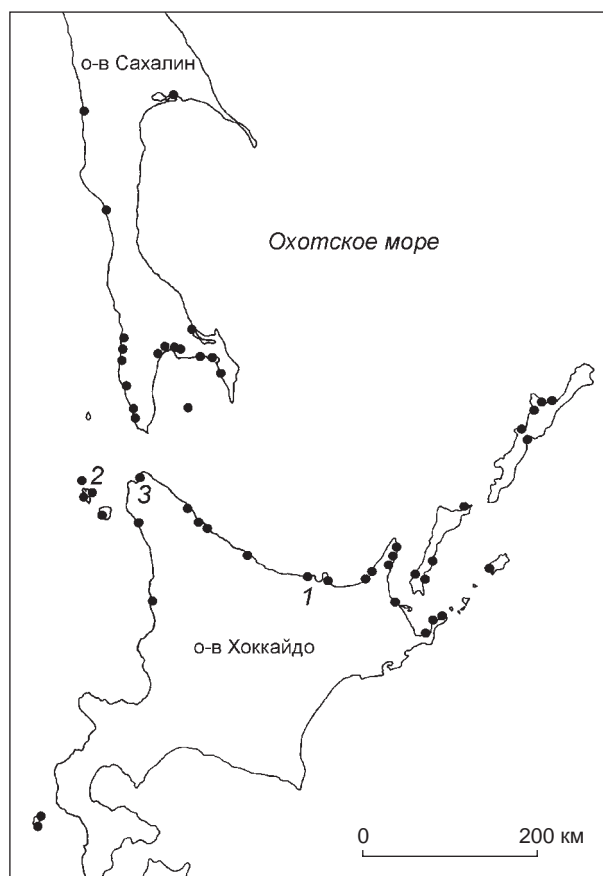 о-в Сахалин
Охотское море
2
3
1
о-в Хоккайдо
0 200 км